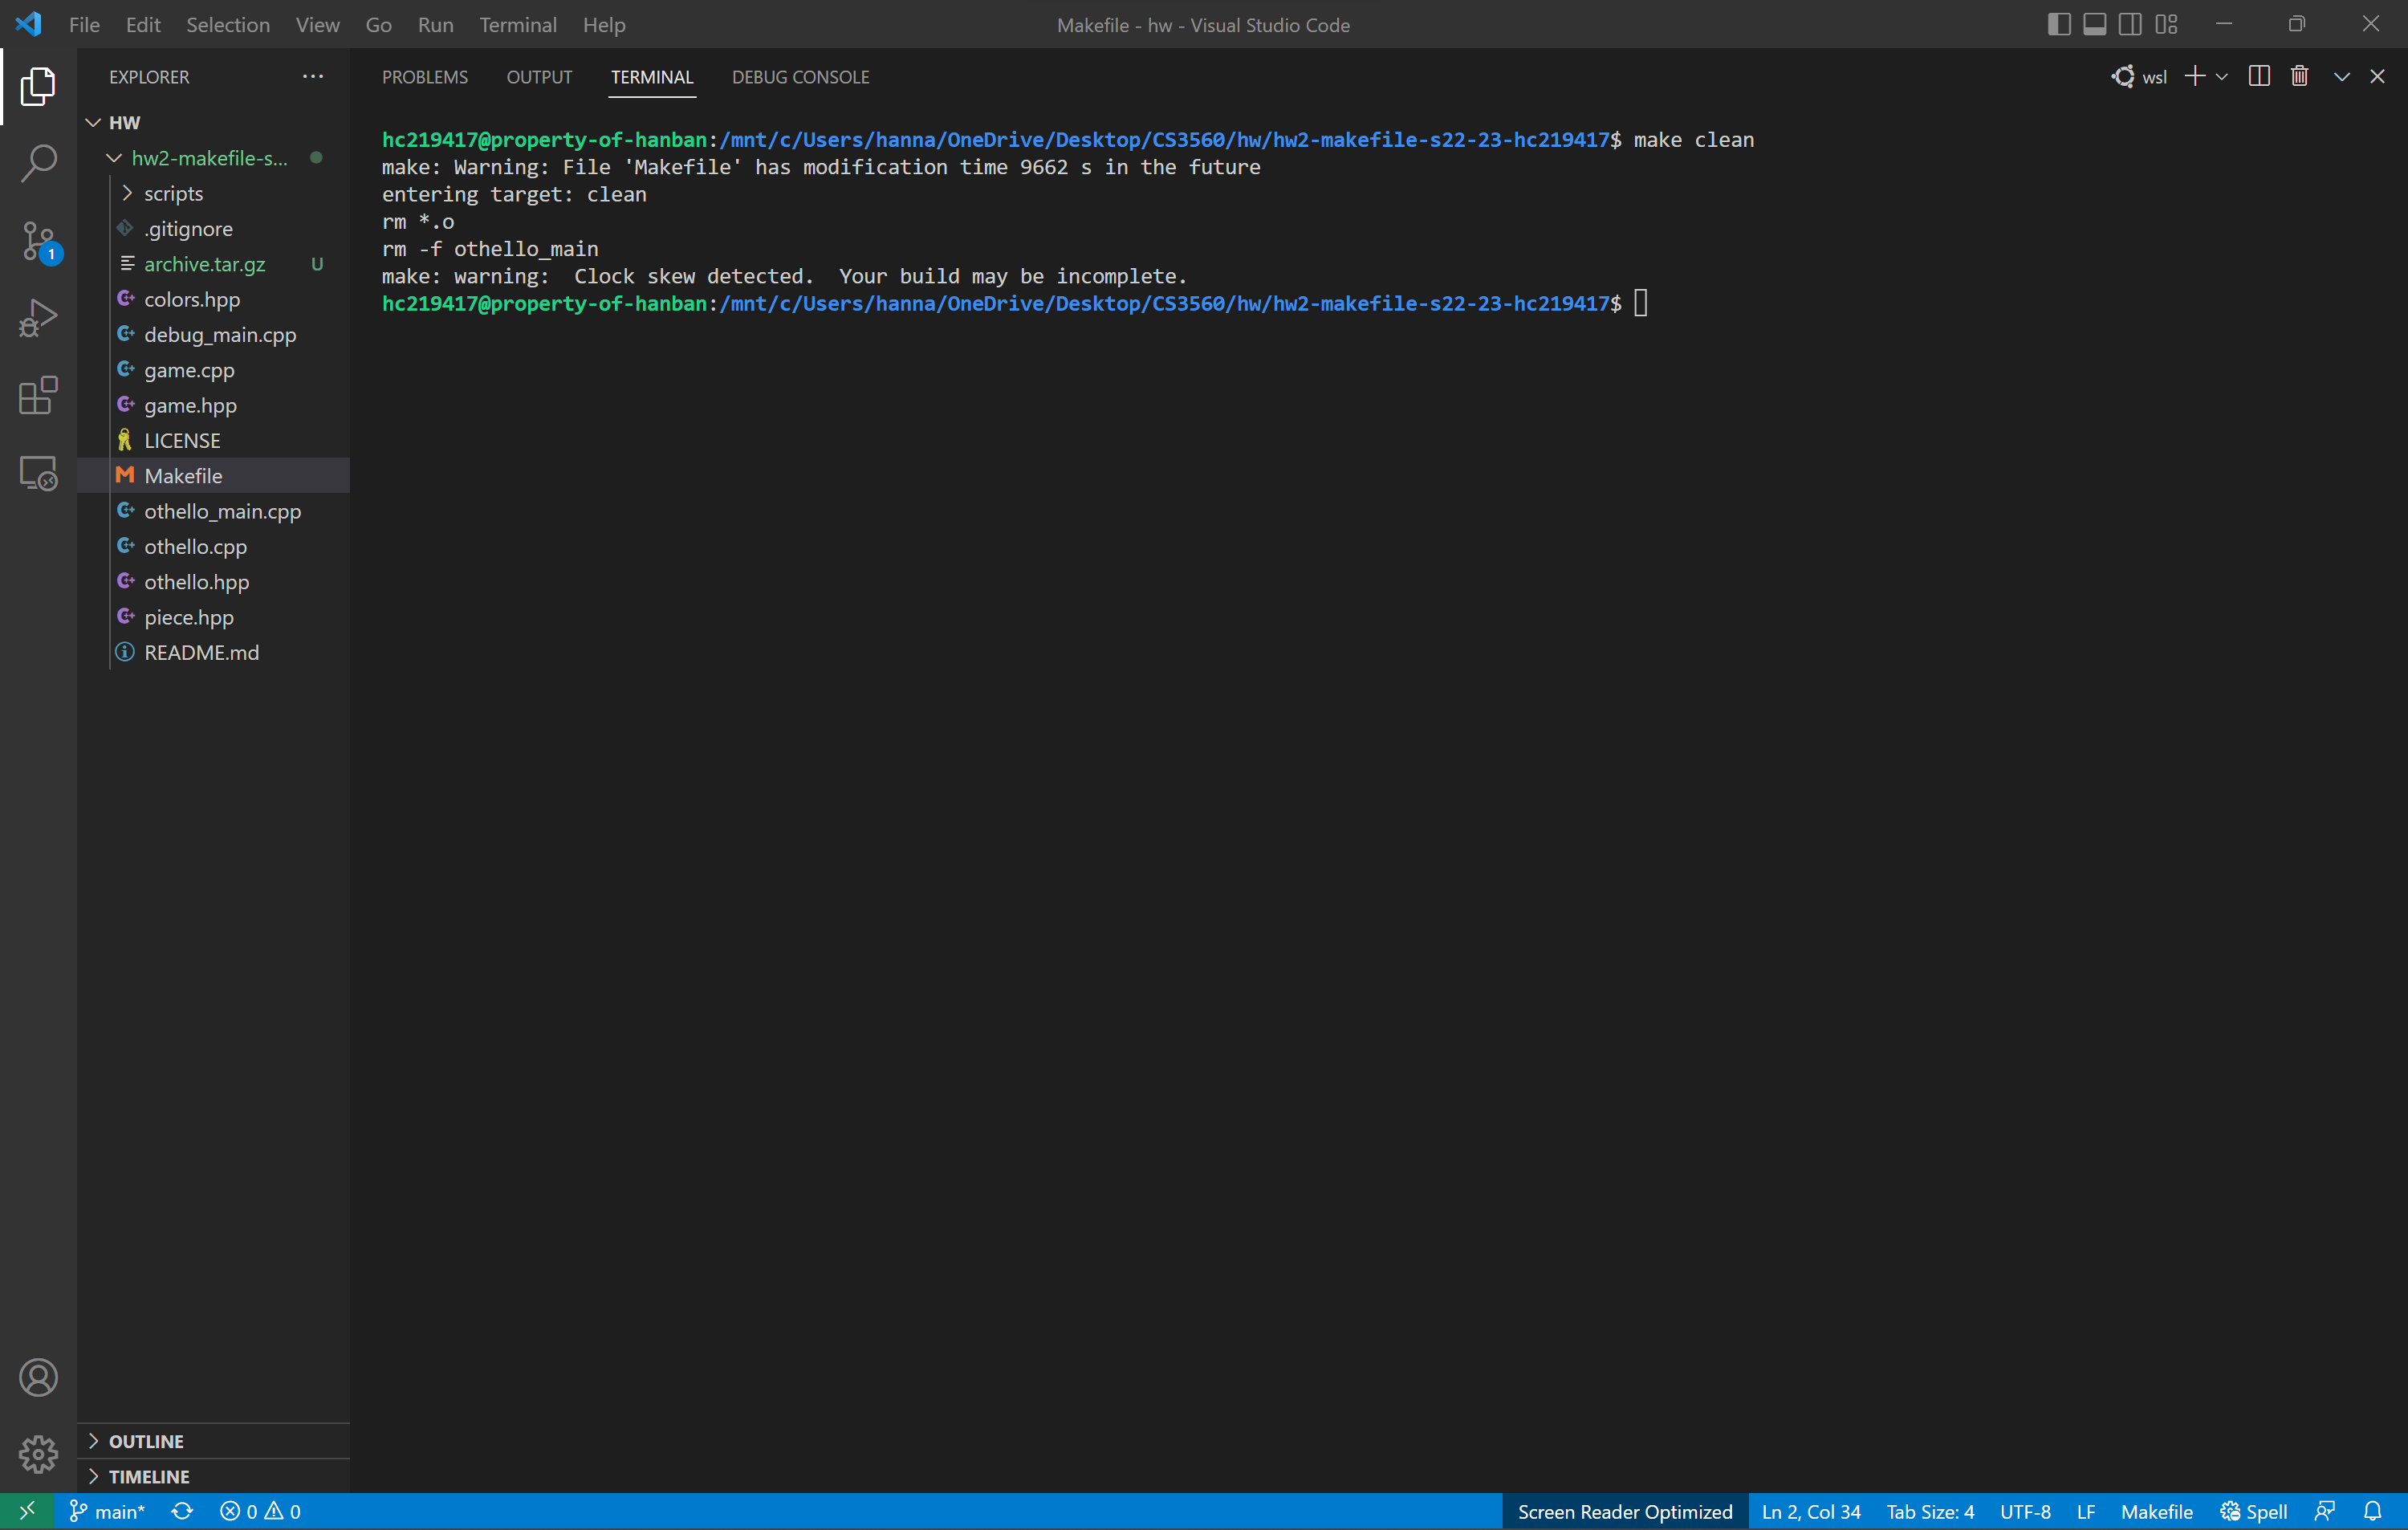 File Edit Selection View Go Run Terminal Help
Makefile - hw - Visual Studio Code
EXPLORER
HW
hw2-makefile-s...
scripts
.gitignore
archive.tar.gz U
colors.hpp
debug_main.cpp
game.cpp
game.hpp
LICENSE
Makefile
othello_main.cpp
othello.cpp
othello.hpp
piece.hpp
README.md
OUTLINE
TIMELINE
1
PROBLEMS OUTPUT TERMINAL DEBUG CONSOLE
wsl
hc219417@property-of-hanban:/mnt/c/Users/hanna/OneDrive/Desktop/CS3560/hw/hw2-makefile-s22-23-hc219417$ make clean
make: Warning: File 'Makefile' has modification time 9662 s in the future
entering target: clean
rm *.o
rm -f othello_main
make: warning:  Clock skew detected.  Your build may be incomplete.
hc219417@property-of-hanban:/mnt/c/Users/hanna/OneDrive/Desktop/CS3560/hw/hw2-makefile-s22-23-hc219417$
main* 0 0
Screen Reader Optimized Ln 2, Col 34 Tab Size: 4 UTF-8 LF Makefile Spell